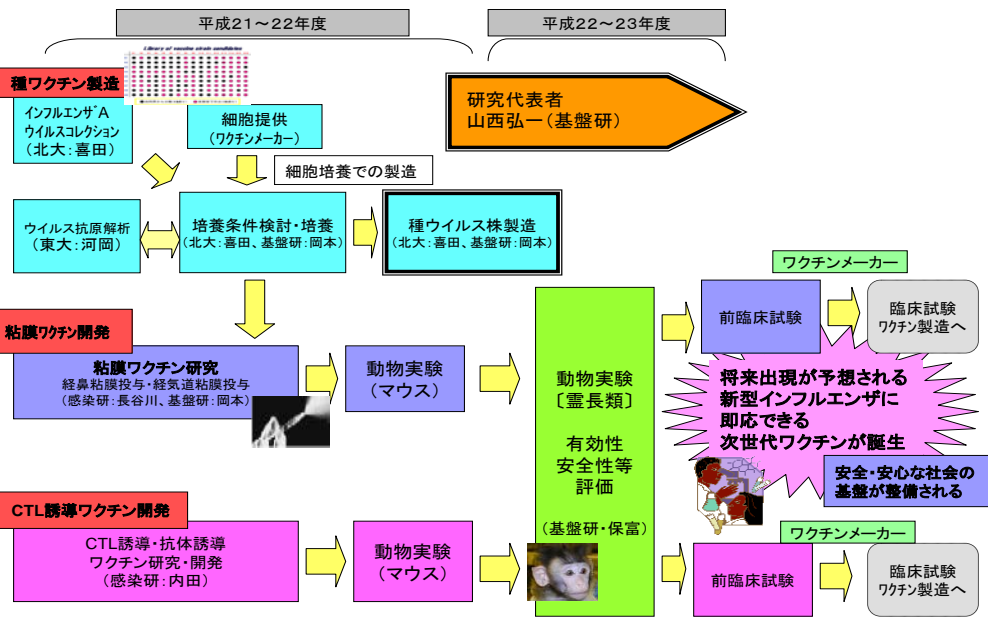 平成21～22年度
平成22～23年度
Library of vaccine strain candidates
種ワクチン製造
インフルエンザA
ウイルスコレクション
(北大：喜田)
細胞提供
(ワクチンメーカー)
研究代表者
山西弘一(基盤研)
細胞培養での製造
ウイルス抗原解析
(東大：河岡)
培養条件検討・培養
(北大：喜田、基盤研：岡本)
種ウイルス株製造
(北大：喜田、基盤研：岡本)
ワクチンメーカー
前臨床試験
臨床試験
ワクチン製造へ
粘膜ワクチン開発
粘膜ワクチン研究
経鼻粘膜投与・経気道粘膜投与
(感染研：長谷川、基盤研：岡本)
動物実験
(マウス)
動物実験
〔霊長類〕
有効性
安全性等
評価
(基盤研・保富)
将来出現が予想される
新型インフルエンザに
即応できる
次世代ワクチンが誕生
安全・安心な社会の
基盤が整備される
CTL誘導ワクチン開発
CTL誘導・抗体誘導
ワクチン研究・開発
(感染研：内田)
動物実験
(マウス)
ワクチンメーカー
前臨床試験
臨床試験
ワクチン製造へ